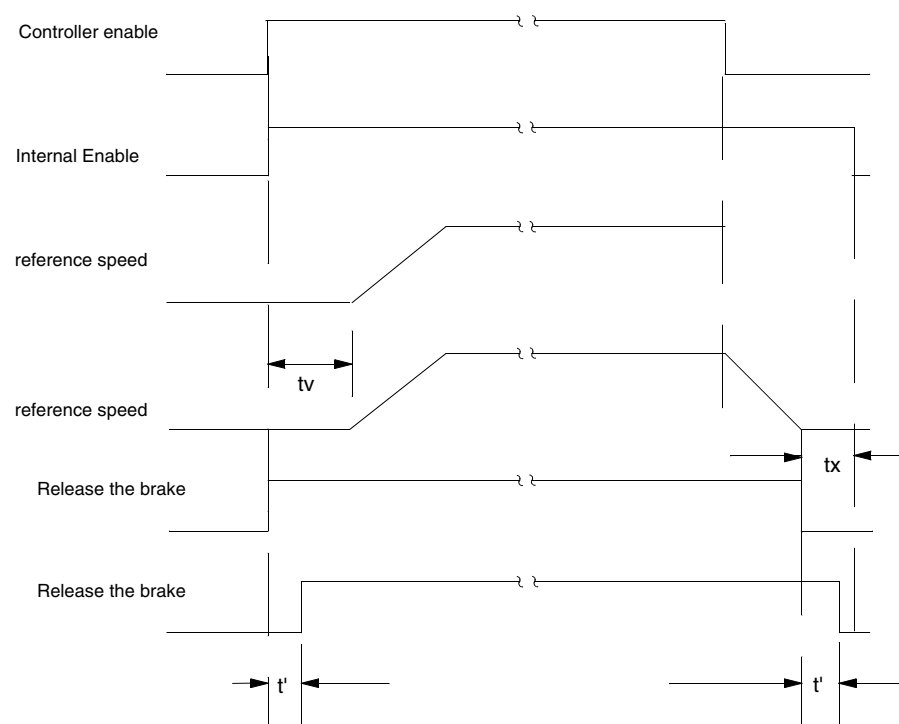 Controller enable
Internal Enable
reference speed
tv
reference speed
tx
Release the brake
Release the brake
t'
t'